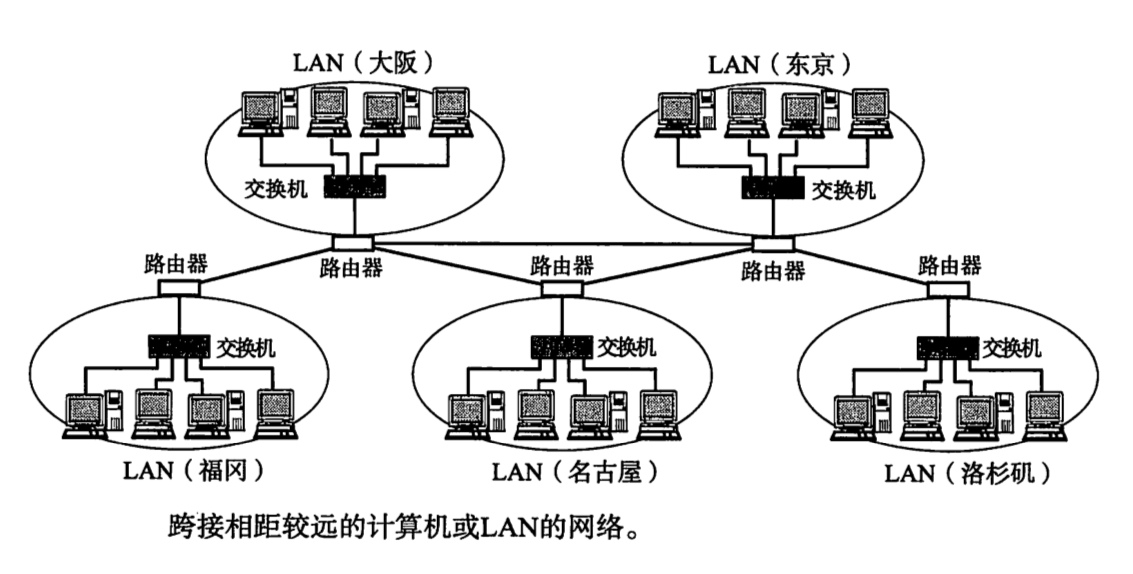 LAN（大阪）
LAN（东京）
交换机
交换机
路由器
路由器
路由器
路由器
路由器
交换机
交换机
交换机
LAN（福冈）
LAN（名古屋）
LAN（洛杉矶）
跨接相距较远的计算机或LAN的网络。